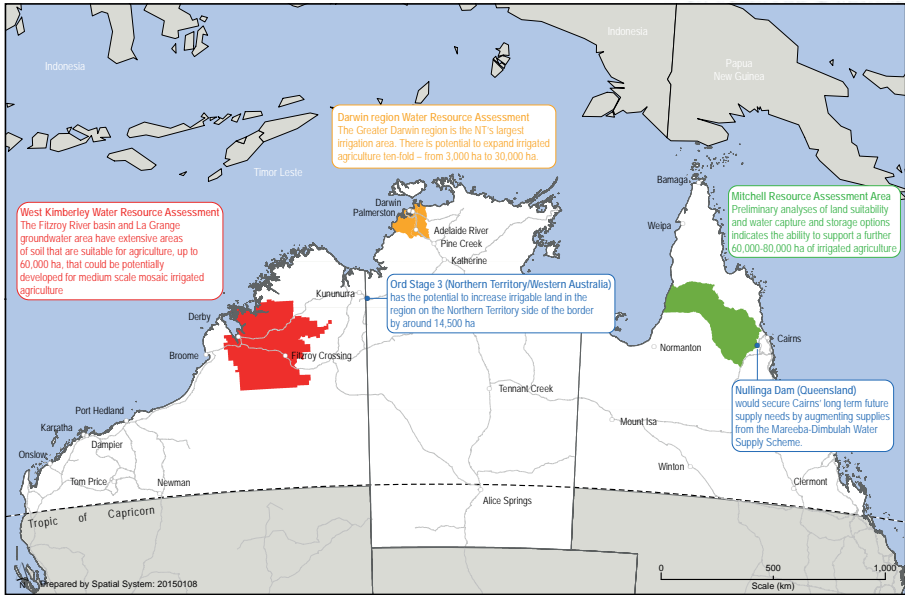 Indonesia
Indonesia
Papua
New Guinea
Darwin region Water Resource Assessment
The Greater Darwin region is the NT's largest
irrigation area. There is potential to expand irrigated
agriculture ten-fold – from 3,000 ha to 30,000 ha.
Timor Leste
Bamaga
Darwin
Palmerston
Mitchell Resource Assessment Area
Preliminary analyses of land suitability
and water capture and storage options
indicates the ability to support a further
60,000-80,000 ha of irrigated agriculture
West Kimberley Water Resource Assessment
The Fitzroy River basin and La Grange
groundwater area have extensive areas
of soil that are suitable for agriculture, up to
60,000 ha, that could be potentially
developed for medium scale mosaic irrigated
agriculture
Weipa
Adelaide River
Pine Creek
Katherine
Kununurra
Ord Stage 3 (Northern Territory/Western Australia)
has the potential to increase irrigable land in the
region on the Northern Territory side of the border
by around 14,500 ha
Derby
Broome
Fitzroy Crossing
Normanton
Cairns
Tennant Creek
Nullinga Dam (Queensland)
would secure Cairns' long term future
supply needs by augmenting supplies
from the Mareeba-Dimbulah Water
Supply Scheme.
Port Hedland
Karratha
Dampier
Onslow
Mount Isa
Tom Price
Newman
Winton
Clermont
Alice Springs
Tropic of Capricorn
N
Prepared by Spatial System: 20150108
0 500 1,000
Scale (km)